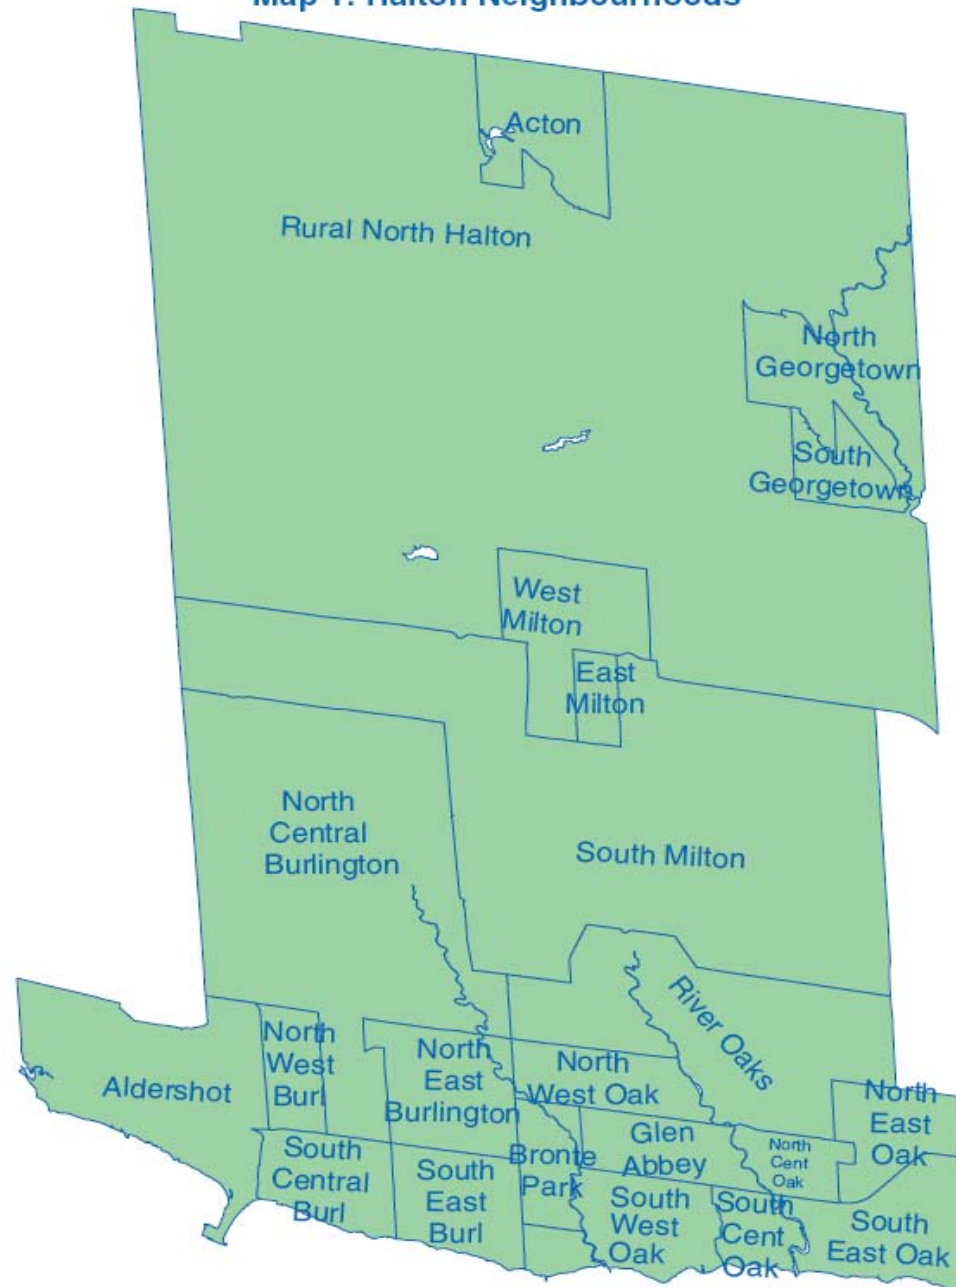 Map 1: Halton Neighbourhoods
Acton
Rural North Halton
North
Georgetown
South
Georgetown
West
Milton
East
Milton
North
Central
Burlington
South Milton
River Oaks
North
West
Burl
Aldershot
North
East
Burlington
North
West Oak
North
East
Oak
Glen
Abbey
North
Cent
Oak
Bronte
Park
South
Central
Burl
South
East
Burl
South
West
Oak
South
Cent
Oak
South
East Oak